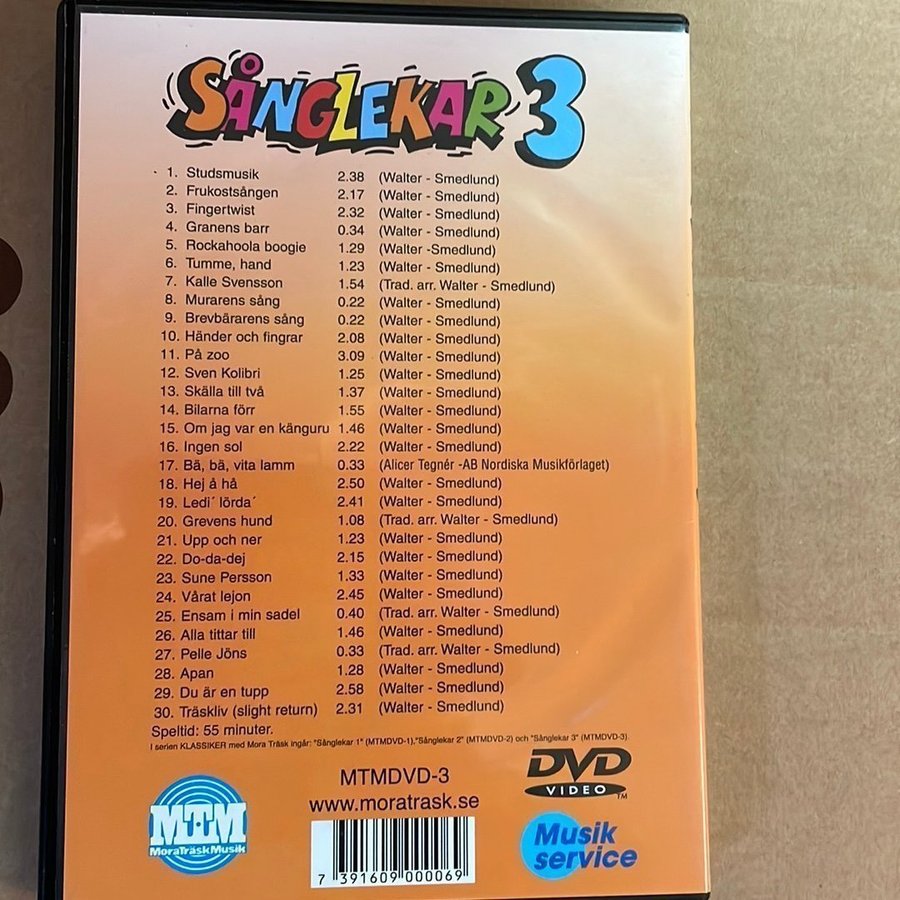 SÅNGLEKAR 3
1. Studsmusik 2.38 (Walter - Smedlund)
2. Frukostsången 2.17 (Walter - Smedlund)
3. Fingertwist 2.32 (Walter - Smedlund)
4. Granens barr 0.34 (Walter -Smedlund)
5. Rockahoola boogie 1.29 (Walter -Smedlund)
6. Tumme, hand 1.23 (Walter - Smedlund)
7. Kalle Svensson 1.54 (Trad. arr. Walter - Smedlund)
8. Murarens sång 0.22 (Walter - Smedlund)
9. Brevbärarens sång 0.22 (Walter - Smedlund)
10. Händer och fingrar 2.08 (Walter - Smedlund)
11. På zoo 3.09 (Walter - Smedlund)
12. Sven Kolibri 1.25 (Walter - Smedlund)
13. Skälla till två 1.37 (Walter - Smedlund)
14. Bilarna förr 1.55 (Walter - Smedlund)
15. Om jag var en känguru 1.46 (Walter - Smedlund)
16. Ingen sol 2.22 (Walter - Smedlund)
17. Bä, bä, vita lamm 0.33 (Alicer Tegnér -AB Nordiska Musikförlaget)
18. Hej å hå 2.50 (Walter - Smedlund)
19. Ledi´ lörda´ 2.41 (Walter - Smedlund)
20. Grevens hund 1.08 (Trad. arr. Walter - Smedlund)
21. Upp och ner 1.23 (Walter - Smedlund)
22. Do-da-dej 2.15 (Walter - Smedlund)
23. Sune Persson 1.33 (Walter - Smedlund)
24. Vårat lejon 2.45 (Walter - Smedlund)
25. Ensam i min sadel 0.40 (Trad. arr. Walter - Smedlund)
26. Alla tittar till 1.46 (Walter - Smedlund)
27. Pelle Jöns 0.33 (Trad. arr. Walter - Smedlund)
28. Apan 1.28 (Walter - Smedlund)
29. Du är en tupp 2.58 (Walter - Smedlund)
30. Träskliv (slight return) 2.31 (Walter - Smedlund)
Speltid: 55 minuter.
I serien KLASSIKER med Mora Träsk ingår: "Sånglekar 1" (MTMDVD-1),"Sånglekar 2" (MTMDVD-2) och "Sånglekar 3" (MTMDVD-3).
MTMDVD-3
www.moratrask.se
DVD
VIDEO TM
MTM
MoraTräskMusik
Musik
service
7 391609 000069